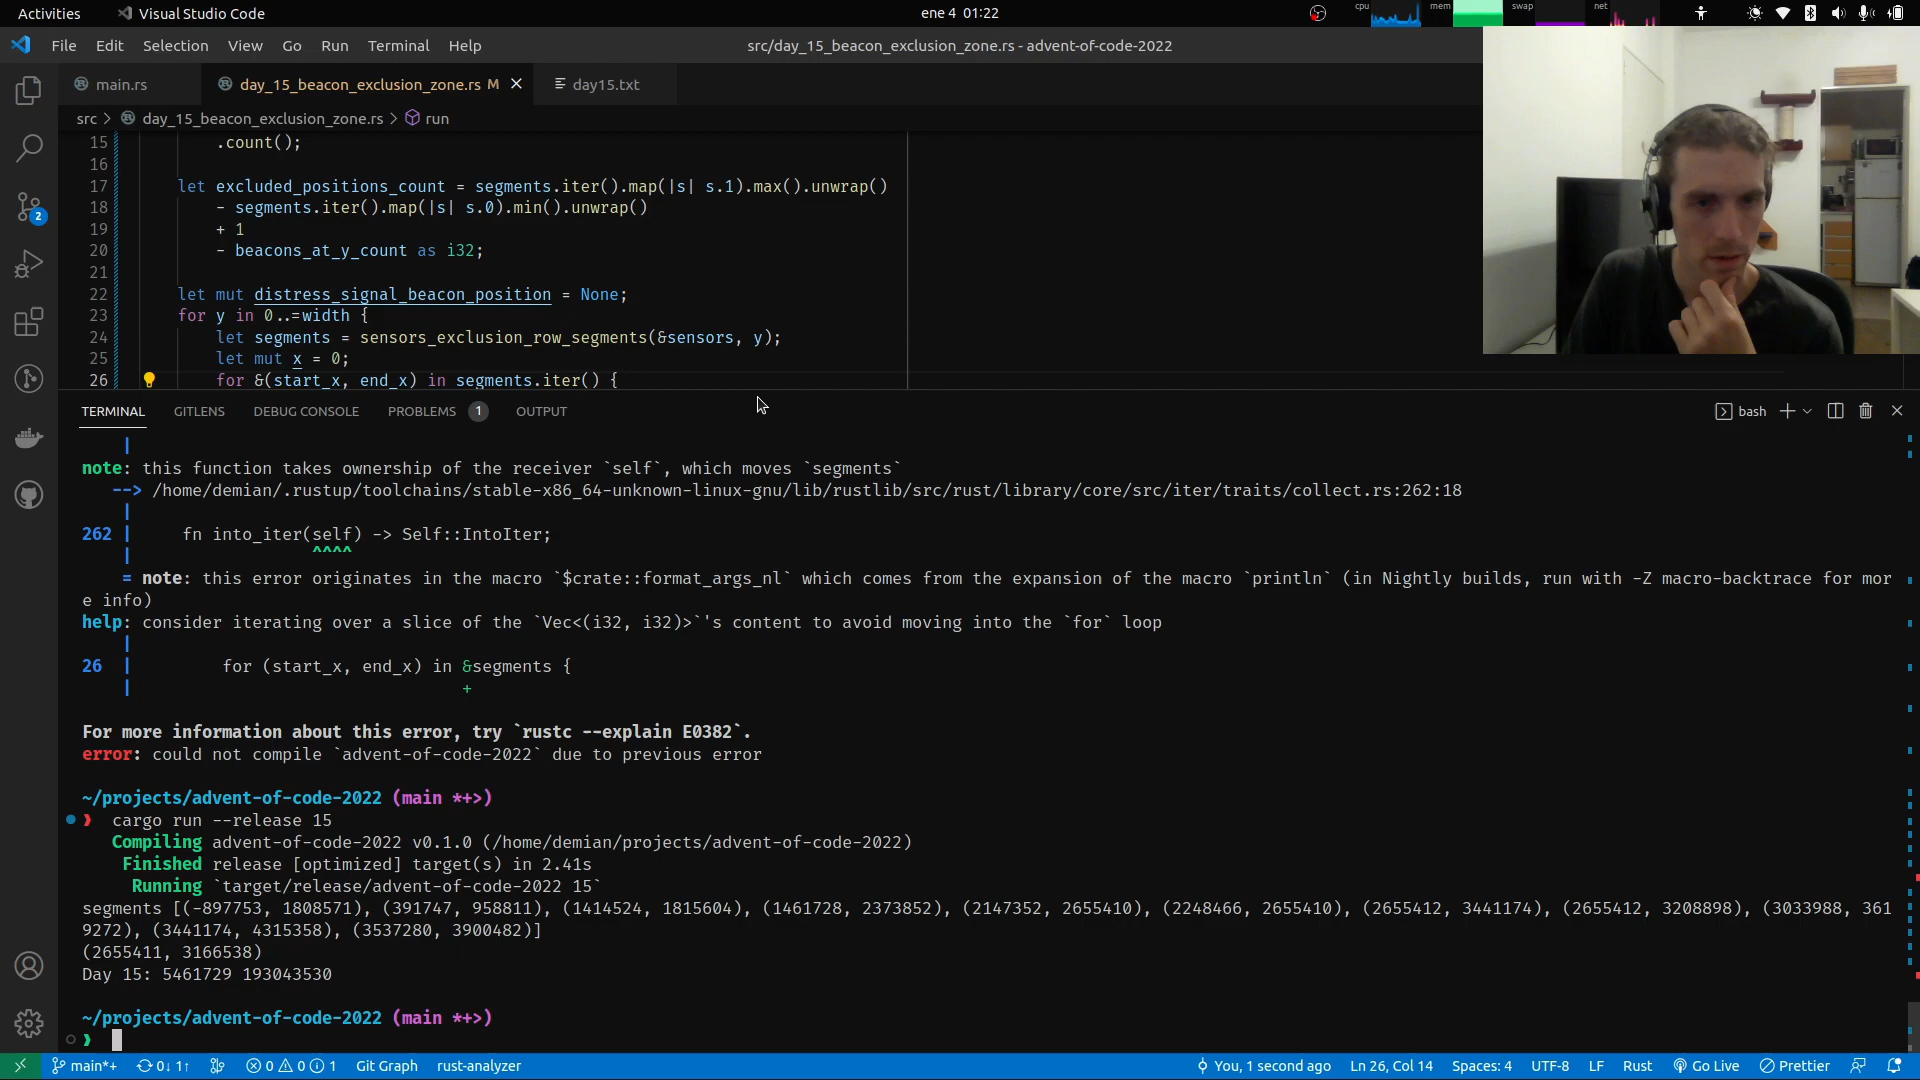 Activities Visual Studio Code ene 4 01:22 cpu mem swap net
File Edit Selection View Go Run Terminal Help src/day_15_beacon_exclusion_zone.rs - advent-of-code-2022
main.rs day_15_beacon_exclusion_zone.rs M day15.txt
src > day_15_beacon_exclusion_zone.rs > run
15 .count();
16
17 let excluded_positions_count = segments.iter().map(|s| s.1).max().unwrap()
18 - segments.iter().map(|s| s.0).min().unwrap()
19 + 1
20 - beacons_at_y_count as i32;
21
22 let mut distress_signal_beacon_position = None;
23 for y in 0..=width {
24 let segments = sensors_exclusion_row_segments(&sensors, y);
25 let mut x = 0;
26 for &(start_x, end_x) in segments.iter() {
2
TERMINAL GITLENS DEBUG CONSOLE PROBLEMS 1 OUTPUT bash
|
note: this function takes ownership of the receiver `self`, which moves `segments`
--> /home/demian/.rustup/toolchains/stable-x86_64-unknown-linux-gnu/lib/rustlib/src/rust/library/core/src/iter/traits/collect.rs:262:18
|
262 | fn into_iter(self) -> Self::IntoIter;
| ^^^^
= note: this error originates in the macro `$crate::format_args_nl` which comes from the expansion of the macro `println` (in Nightly builds, run with -Z macro-backtrace for mor
e info)
help: consider iterating over a slice of the `Vec<(i32, i32)>`'s content to avoid moving into the `for` loop
|
26 | for (start_x, end_x) in &segments {
| +
For more information about this error, try `rustc --explain E0382`.
error: could not compile `advent-of-code-2022` due to previous error
~/projects/advent-of-code-2022 (main *+>)
❱ cargo run --release 15
Compiling advent-of-code-2022 v0.1.0 (/home/demian/projects/advent-of-code-2022)
Finished release [optimized] target(s) in 2.41s
Running `target/release/advent-of-code-2022 15`
segments [(-897753, 1808571), (391747, 958811), (1414524, 1815604), (1461728, 2373852), (2147352, 2655410), (2248466, 2655410), (2655412, 3441174), (2655412, 3208898), (3033988, 361
9272), (3441174, 4315358), (3537280, 3900482)]
(2655411, 3166538)
Day 15: 5461729 193043530
~/projects/advent-of-code-2022 (main *+>)
❱
main*+ 0↓ 1↑ 0 0 1 Git Graph rust-analyzer You, 1 second ago Ln 26, Col 14 Spaces: 4 UTF-8 LF Rust Go Live Prettier